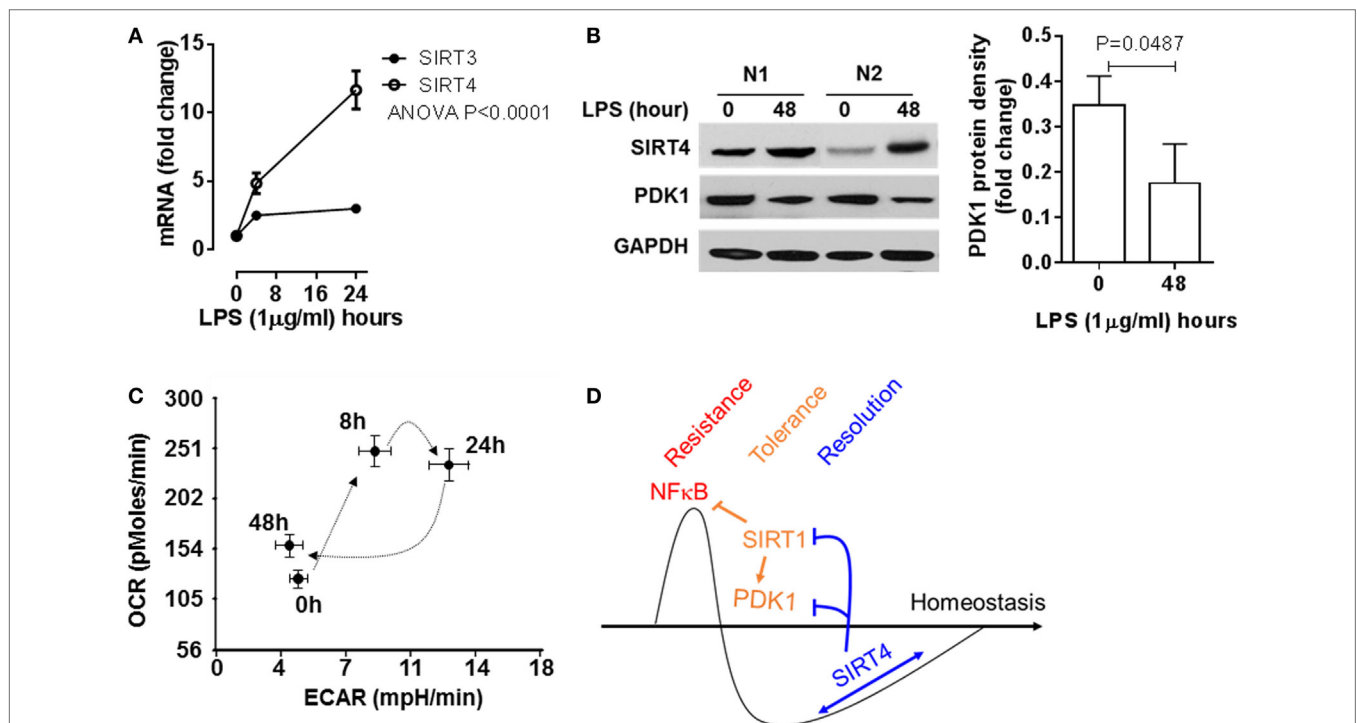 A
mRNA (fold change)
15
10
5
0
SIRT3
SIRT4
ANOVA P<0.0001
0 8 16 24
LPS (1μg/ml) hours
B
N1 N2
LPS (hour) 0 48 0 48
SIRT4
PDK1
GAPDH
PDK1 protein density
(fold change)
0.5
0.4
0.3
0.2
0.1
0.0
P=0.0487
0 48
LPS (1μg/ml) hours
C
OCR (pMoles/min)
300
251
202
154
105
56
8h
24h
48h
0h
4 7 11 14 18
0
ECAR (mpH/min)
D
Resistance
Tolerance
Resolution
NFκB
SIRT1
PDK1
Homeostasis
SIRT4